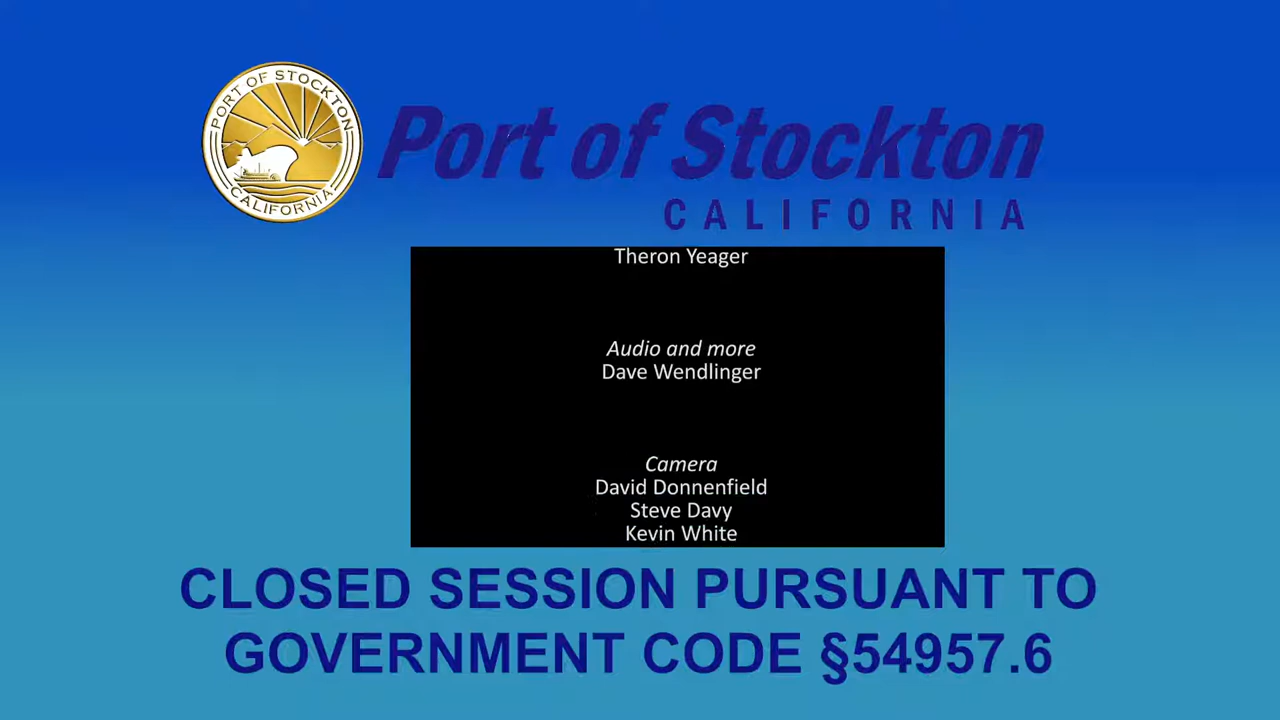 PORT OF STOCKTON
CALIFORNIA
Port of Stockton
CALIFORNIA
Theron Yeager
Audio and more
Dave Wendlinger
Camera
David Donnenfield
Steve Davy
Kevin White
CLOSED SESSION PURSUANT TO
GOVERNMENT CODE §54957.6